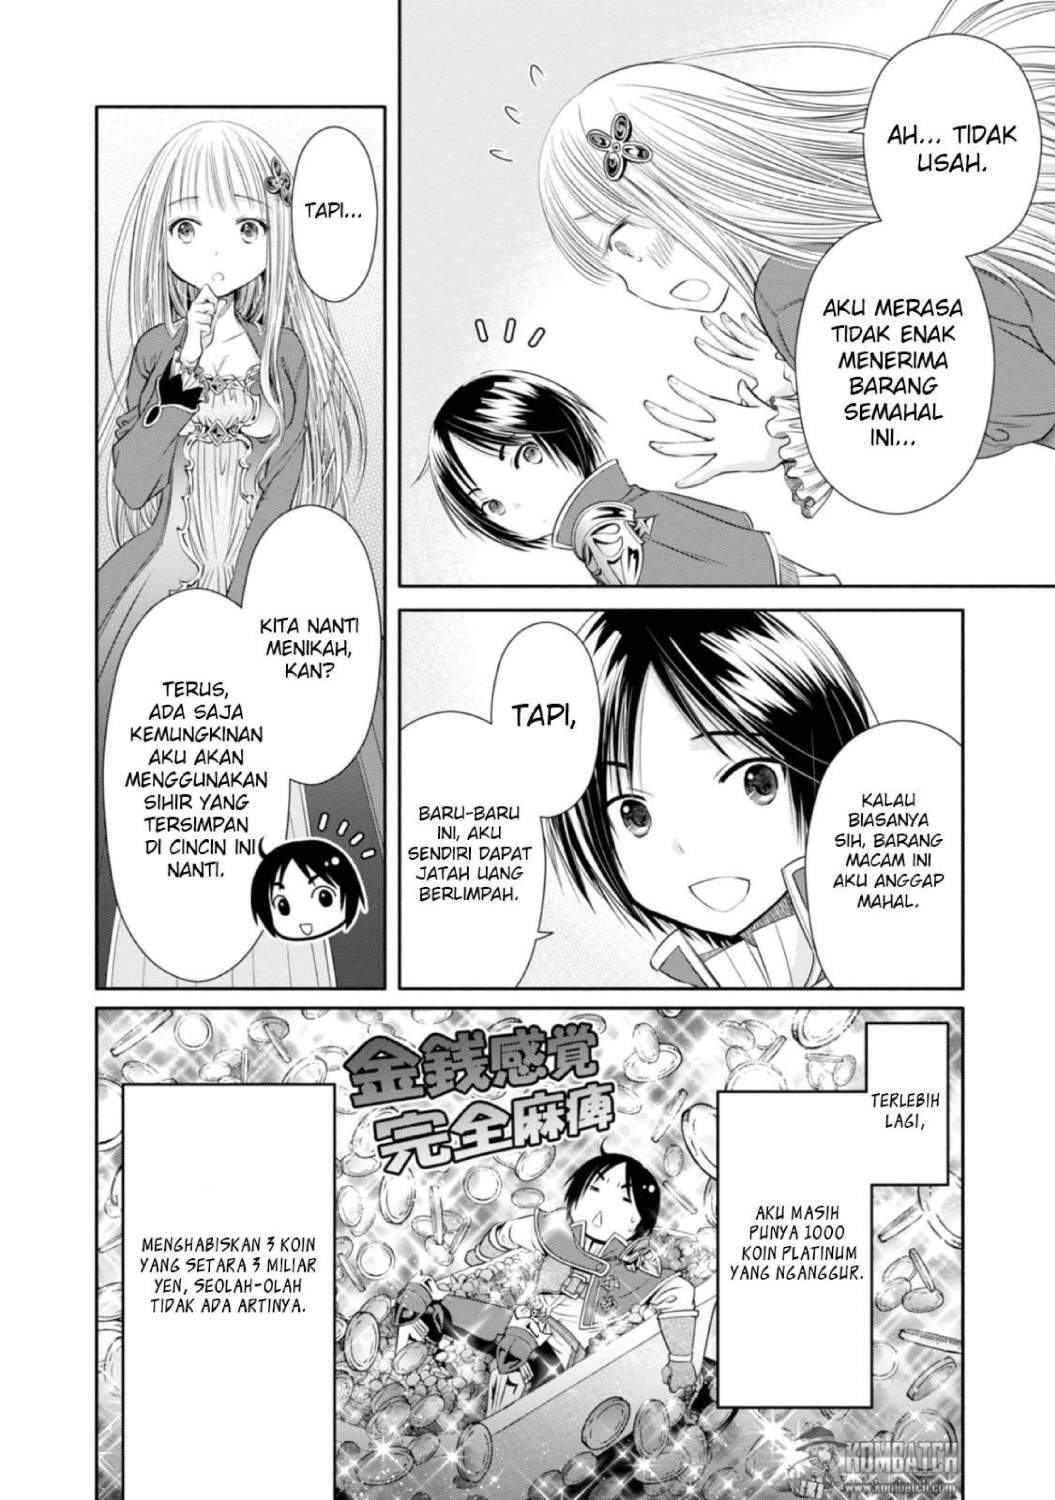 AH... TIDAK
USAH.
AKU MERASA
TIDAK ENAK
MENERIMA
BARANG
SEMAHAL
INI...
TAPI...
KITA NANTI
MENIKAH,
KAN?
TERUS,
ADA SAJA
KEMUNGKINAN
AKU AKAN
MENGGUNAKAN
SIHIR YANG
TERSIMPAN
DI CINCIN INI
NANTI.
KALAU
BIASANYA
SIH, BARANG
MACAM INI
AKU ANGGAP
MAHAL.
TAPI,
BARU-BARU
INI, AKU
SENDIRI DAPAT
JATAH UANG
BERLIMPAH.
TERLEBIH
LAGI,
AKU MASIH
PUNYA 1000
KOIN PLATINUM
YANG NGANGGUR.
金銭感覚
完全麻痺
MENGHABISKAN 3 KOIN
YANG SETARA 3 MILIAR
YEN, SEOLAH-OLAH
TIDAK ADA ARTINYA.
KOMBATCH
www.kombatch.com